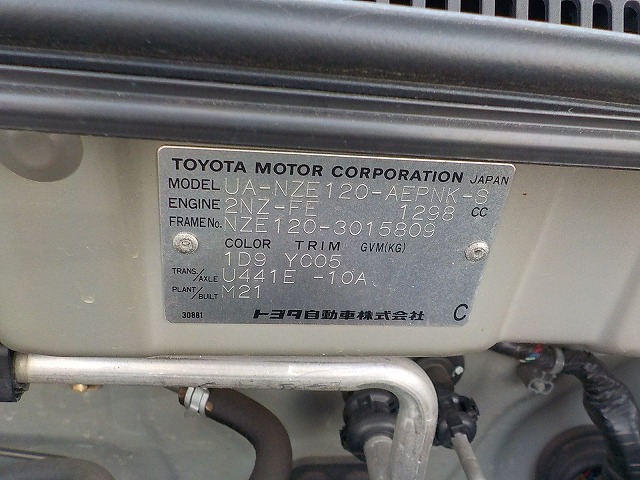 TOYOTA MOTOR CORPORATION JAPAN
MODEL UA-NZE120-AEPNK-S
ENGINE 2NZ-FE 1298 CC
FRAME No. NZE120-3015809
COLOR TRIM GVM(KG)
1D9 YC05
TRANS./AXLE U441E -10A
PLANT/BUILT M21
30881 トヨタ自動車株式会社 C